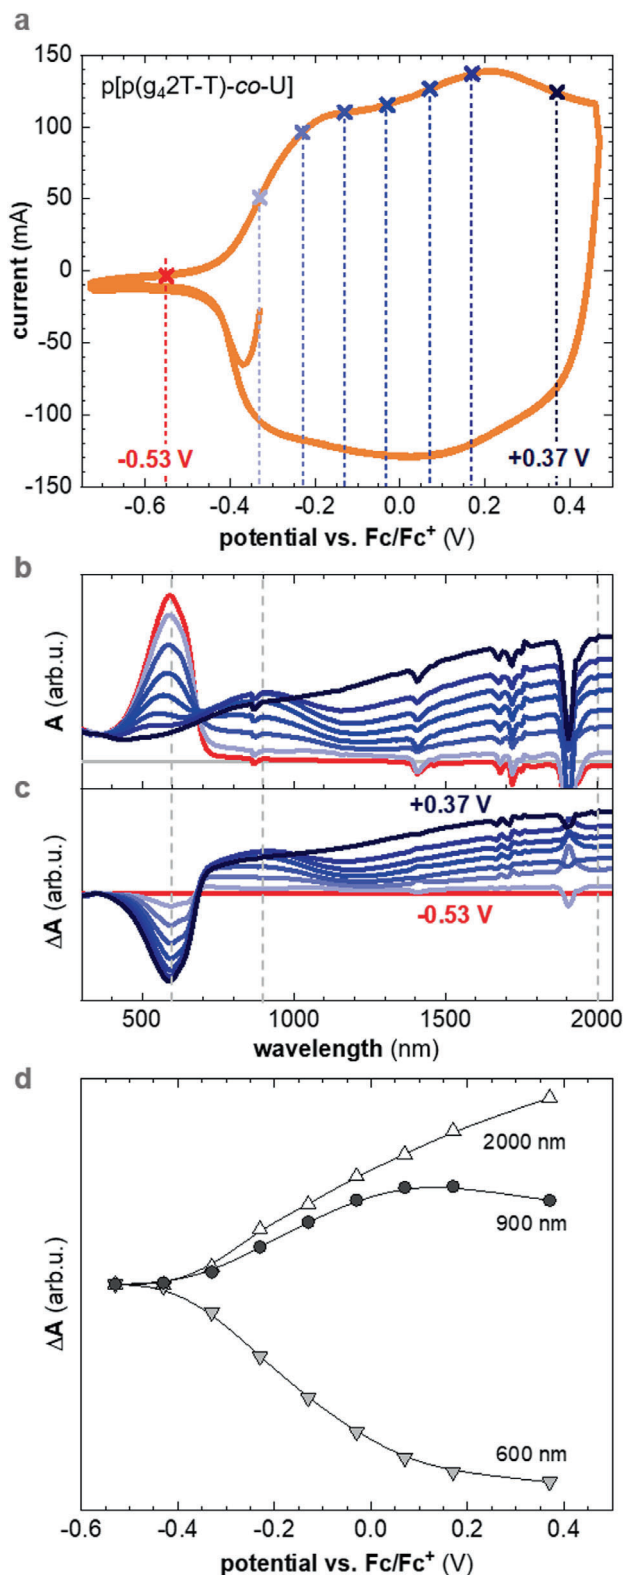 a
p[p(g₄2T-T)-co-U]
150
100
50
0
-50
-100
-150
current (mA)
-0.53 V
+0.37 V
-0.6 -0.4 -0.2 0.0 0.2 0.4
potential vs. Fc/Fc⁺ (V)
b
A (arb.u.)
c
+0.37 V
ΔA (arb.u.)
-0.53 V
500 1000 1500 2000
wavelength (nm)
d
2000 nm
900 nm
ΔA (arb.u.)
600 nm
-0.6 -0.4 -0.2 0.0 0.2 0.4
potential vs. Fc/Fc⁺ (V)